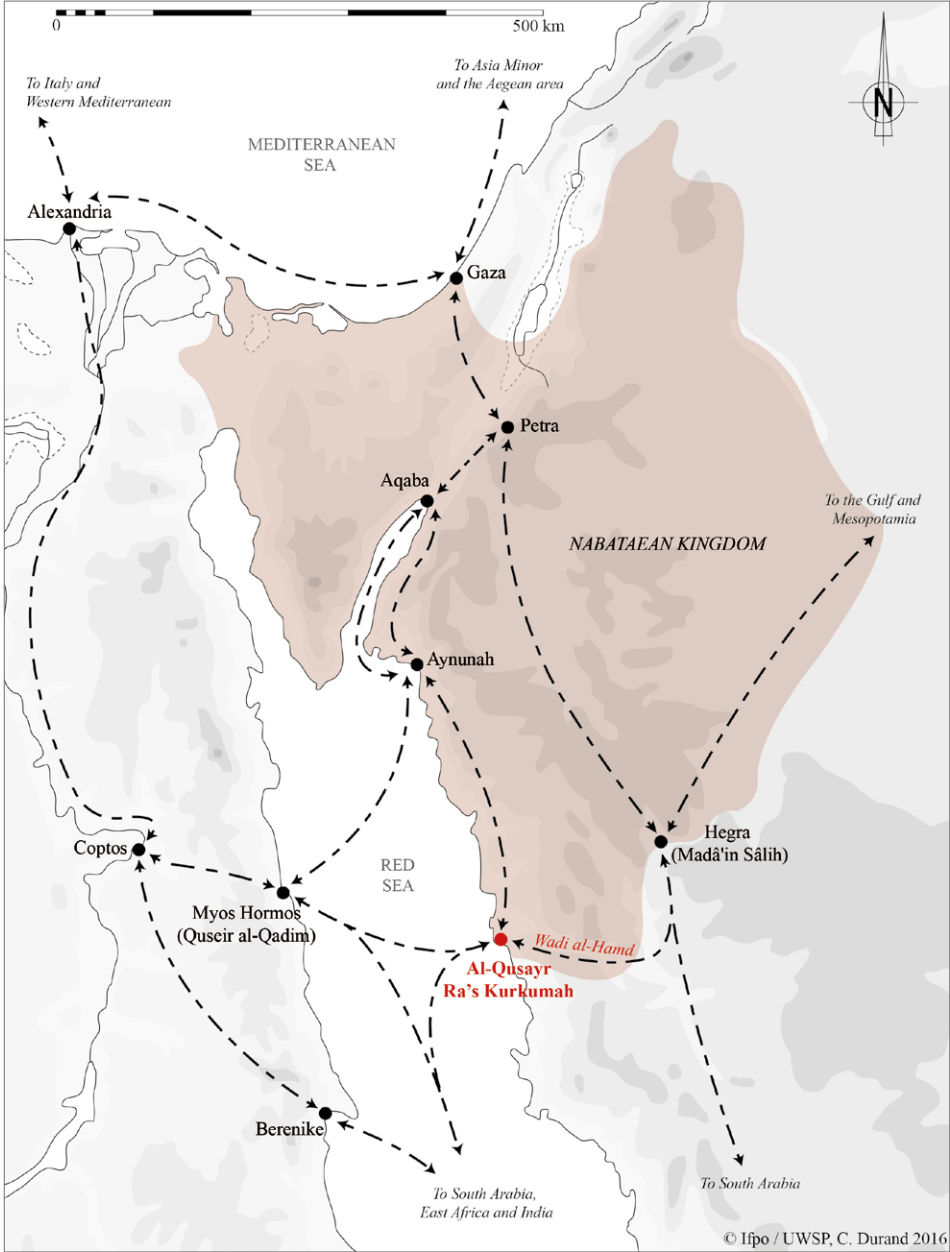 0 500 km
To Italy and
Western Mediterranean
To Asia Minor
and the Aegean area
N
MEDITERRANEAN
SEA
Alexandria
Gaza
Petra
Aqaba
To the Gulf and
Mesopotamia
NABATAEAN KINGDOM
Aynunah
Coptos
RED
SEA
Hegra
(Madâ'in Sâlih)
Myos Hormos
(Quseir al-Qadim)
Wadi al-Hamd
Al-Qusayr
Ra's Kurkumah
Berenike
To South Arabia,
East Africa and India
To South Arabia
© Ifpo / UWSP, C. Durand 2016